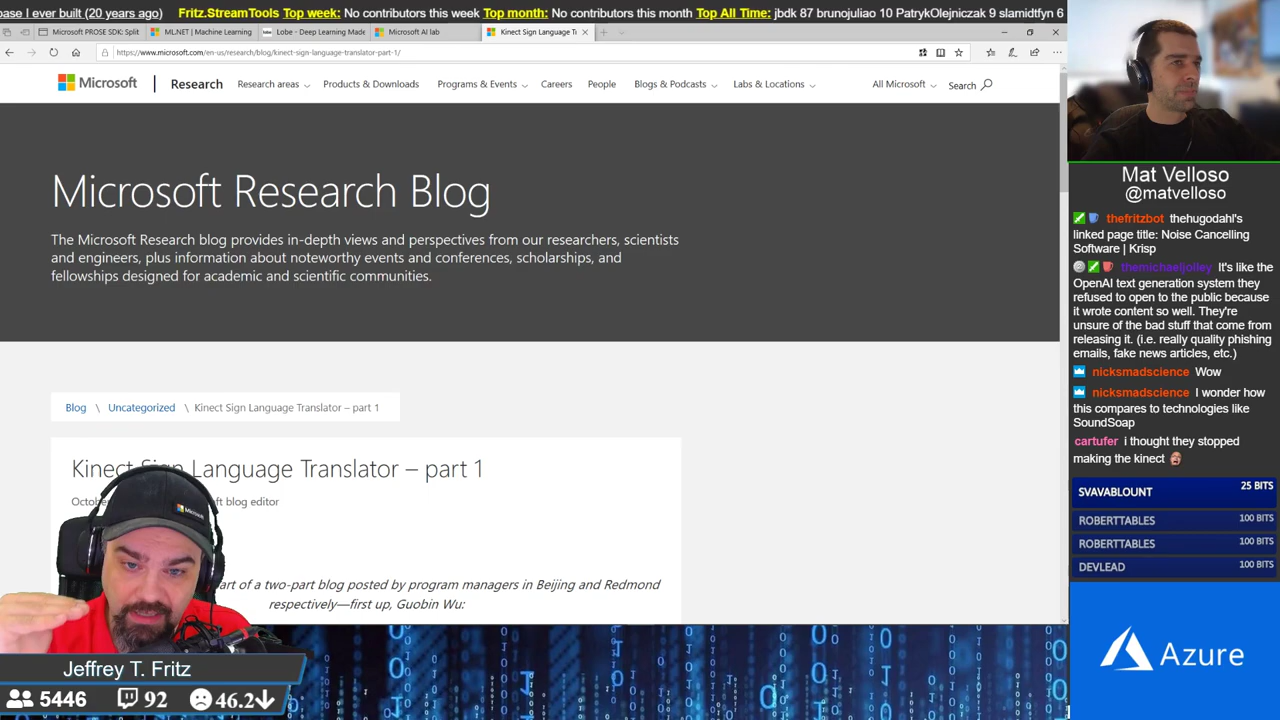 base I ever built (20 years ago) Fritz.StreamTools Top week: No contributors this week Top month: No contributors this month Top All Time: jbdk 87 brunojuliao 10 PatrykOlejniczak 9 slamidtfyn 6
Microsoft PROSE SDK: Split
ML.NET | Machine Learning
Lobe - Deep Learning Made
Microsoft AI lab
Kinect Sign Language Tr
https://www.microsoft.com/en-us/research/blog/kinect-sign-language-translator-part-1/
Microsoft
Research
Research areas
Products & Downloads
Programs & Events
Careers
People
Blogs & Podcasts
Labs & Locations
All Microsoft
Search
Microsoft Research Blog
The Microsoft Research blog provides in-depth views and perspectives from our researchers, scientists
and engineers, plus information about noteworthy events and conferences, scholarships, and
fellowships designed for academic and scientific communities.
Blog \ Uncategorized \ Kinect Sign Language Translator – part 1
Kinect Sign Language Translator – part 1
Octob
ft blog editor
art of a two-part blog posted by program managers in Beijing and Redmond
respectively—first up, Guobin Wu:
Jeffrey T. Fritz
5446 92 46.2
Mat Velloso
@matvelloso
thefritzbot thehugodahl's
linked page title: Noise Cancelling
Software | Krisp
themichaeljolley It's like the
OpenAI text generation system they
refused to open to the public because
it wrote content so well. They're
unsure of the bad stuff that come from
releasing it. (i.e. really quality phishing
emails, fake news articles, etc.)
nicksmadscience Wow
nicksmadscience I wonder how
this compares to technologies like
SoundSoap
cartufer i thought they stopped
making the kinect
SVAVABLOUNT 25 BITS
ROBERTTABLES 100 BITS
ROBERTTABLES 100 BITS
DEVLEAD 100 BITS
Azure